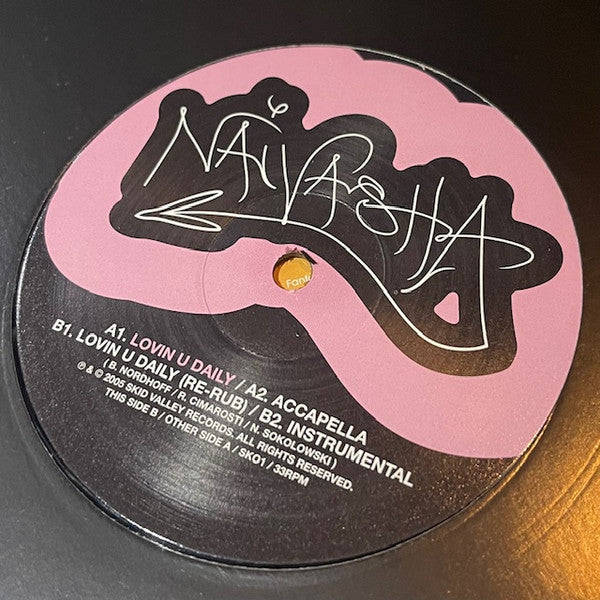 NAIVASHA
Fant
A1. LOVIN U DAILY / A2. ACCAPELLA
B1. LOVIN U DAILY (RE-RUB) / B2. INSTRUMENTAL
( B. NORDHOFF / R. CIMAROSTI / N. SOKOLOWSKI )
℗ & © 2005 SKID VALLEY RECORDS. ALL RIGHTS RESERVED.
THIS SIDE B / OTHER SIDE A / SK01 / 33RPM